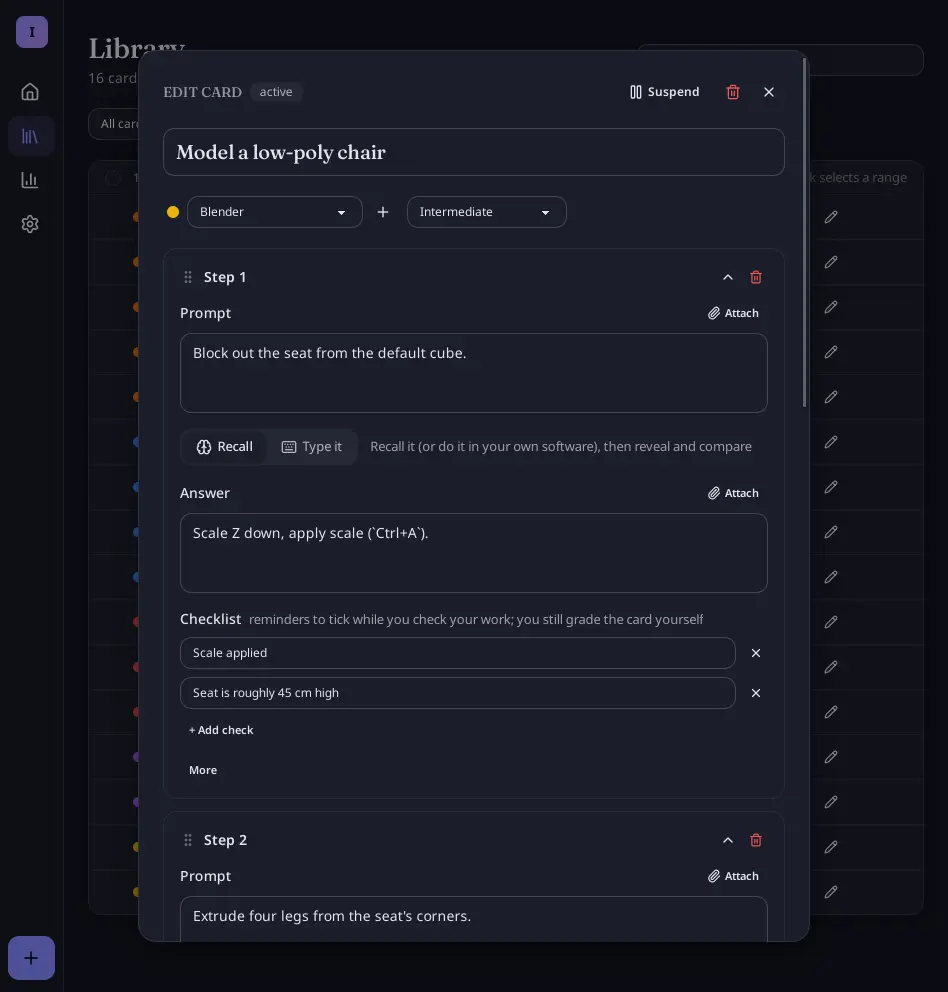 I
Library
16 card
All car
1
k selects a range
EDIT CARD active Suspend
Model a low-poly chair
Blender Intermediate
Step 1
Prompt Attach
Block out the seat from the default cube.
Recall Type it Recall it (or do it in your own software), then reveal and compare
Answer Attach
Scale Z down, apply scale (`Ctrl+A`).
Checklist reminders to tick while you check your work; you still grade the card yourself
Scale applied
Seat is roughly 45 cm high
+ Add check
More
Step 2
Prompt Attach
Extrude four legs from the seat's corners.